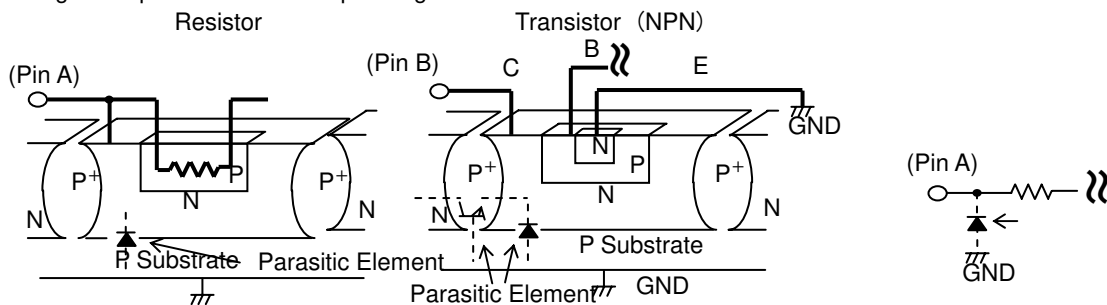 Resistor
Transistor (NPN)
(Pin A)
P+
N
P
P+
N
N
P Substrate
Parasitic Element
(Pin B)
C
B
E
GND
P+
N
P
N
P+
N
N
P Substrate
Parasitic Element
GND
(Pin A)
GND